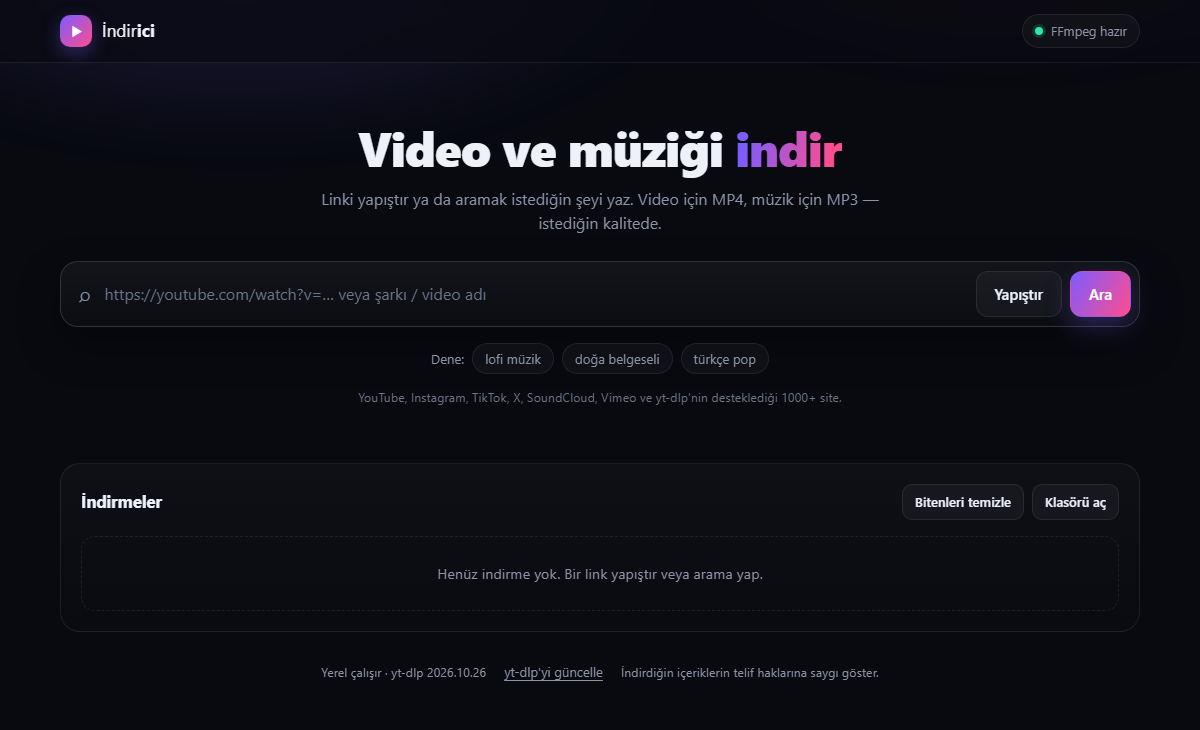 İndirici
FFmpeg hazır
Video ve müziği indir
Linki yapıştır ya da aramak istediğin şeyi yaz. Video için MP4, müzik için MP3 —
istediğin kalitede.
https://youtube.com/watch?v=... veya şarkı / video adı
Yapıştır
Ara
Dene:
lofi müzik
doğa belgeseli
türkçe pop
YouTube, Instagram, TikTok, X, SoundCloud, Vimeo ve yt-dlp'nin desteklediği 1000+ site.
İndirmeler
Bitenleri temizle
Klasörü aç
Henüz indirme yok. Bir link yapıştır veya arama yap.
Yerel çalışır · yt-dlp 2026.10.26
yt-dlp'yi güncelle
İndirdiğin içeriklerin telif haklarına saygı göster.